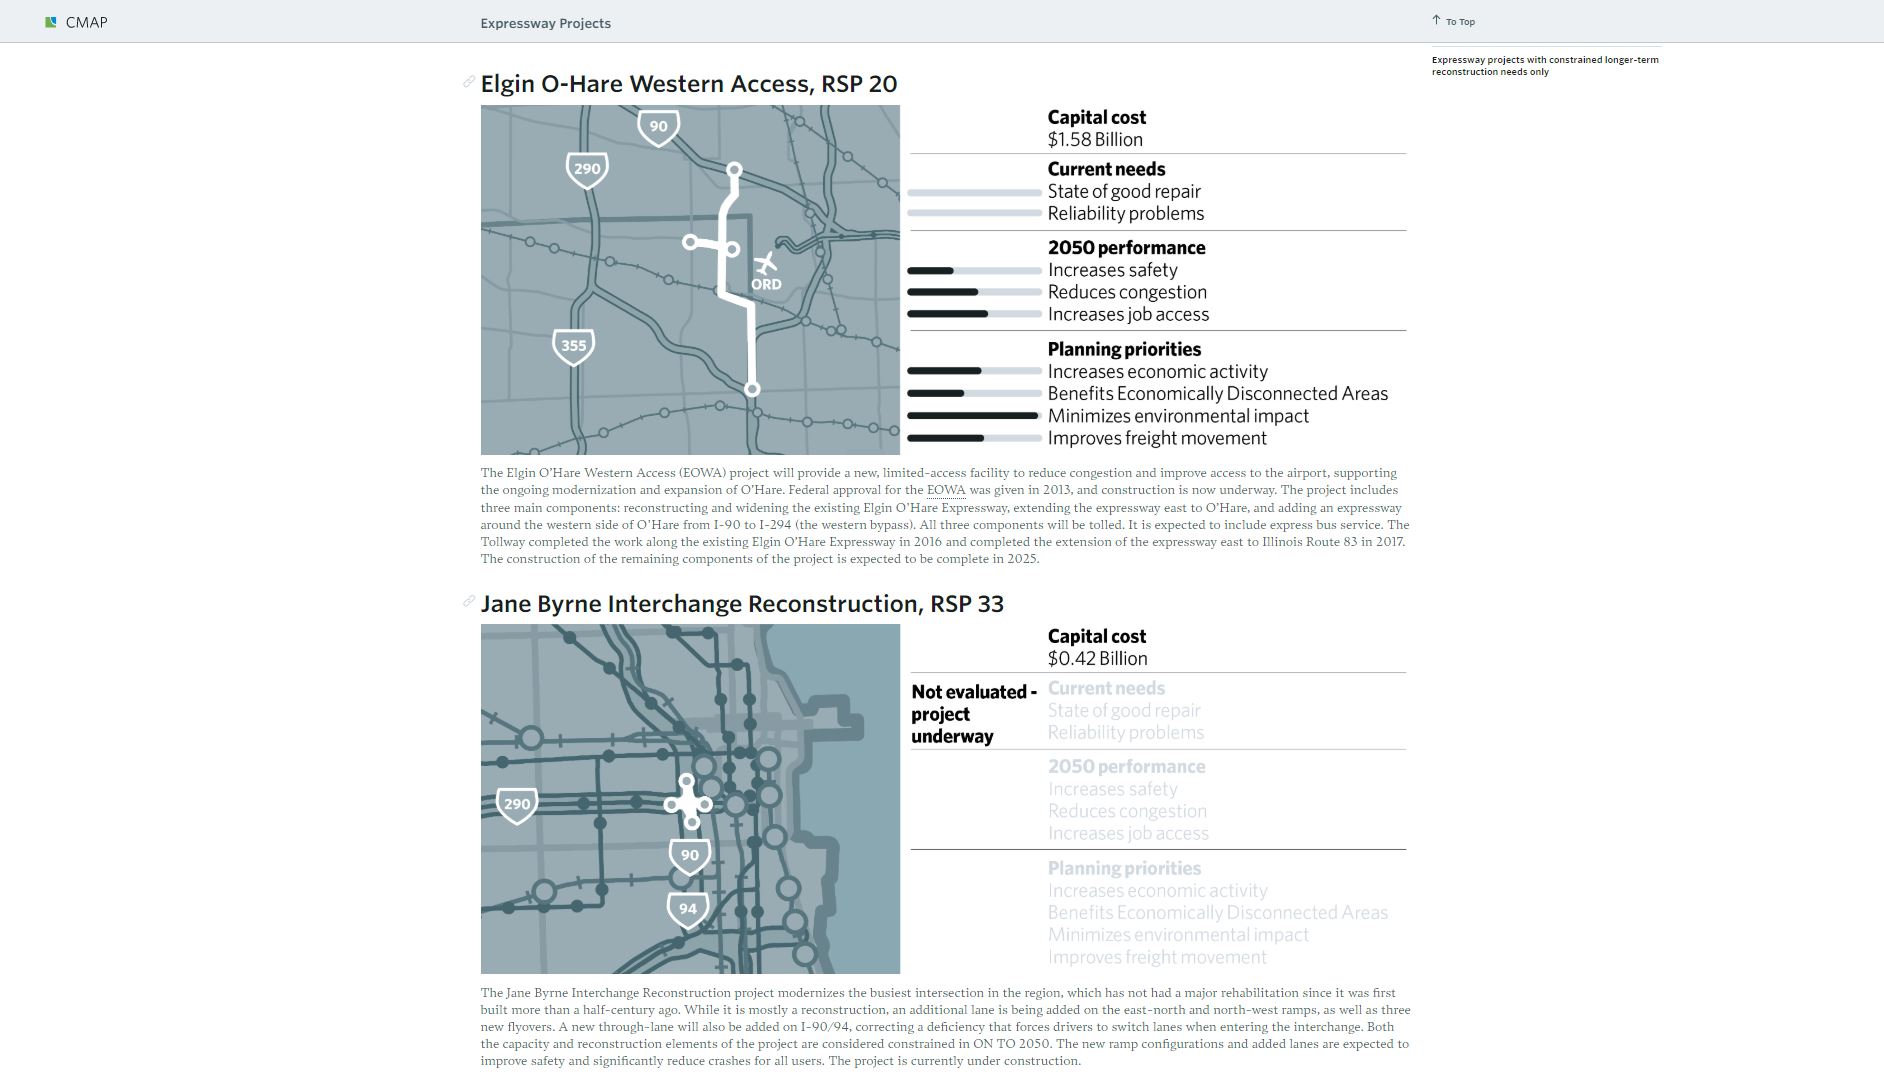 CMAP
Expressway Projects
To Top
Expressway projects with constrained longer-term
reconstruction needs only
Elgin O-Hare Western Access, RSP 20
90
290
ORD
355
Capital cost
$1.58 Billion
Current needs
State of good repair
Reliability problems
2050 performance
Increases safety
Reduces congestion
Increases job access
Planning priorities
Increases economic activity
Benefits Economically Disconnected Areas
Minimizes environmental impact
Improves freight movement
The Elgin O'Hare Western Access (EOWA) project will provide a new, limited-access facility to reduce congestion and improve access to the airport, supporting
the ongoing modernization and expansion of O'Hare. Federal approval for the EOWA was given in 2013, and construction is now underway. The project includes
three main components: reconstructing and widening the existing Elgin O'Hare Expressway, extending the expressway east to O'Hare, and adding an expressway
around the western side of O'Hare from I-90 to I-294 (the western bypass). All three components will be tolled. It is expected to include express bus service. The
Tollway completed the work along the existing Elgin O'Hare Expressway in 2016 and completed the extension of the expressway east to Illinois Route 83 in 2017.
The construction of the remaining components of the project is expected to be complete in 2025.
Jane Byrne Interchange Reconstruction, RSP 33
290
90
94
Capital cost
$0.42 Billion
Not evaluated -
project
underway
Current needs
State of good repair
Reliability problems
2050 performance
Increases safety
Reduces congestion
Increases job access
Planning priorities
Increases economic activity
Benefits Economically Disconnected Areas
Minimizes environmental impact
Improves freight movement
The Jane Byrne Interchange Reconstruction project modernizes the busiest intersection in the region, which has not had a major rehabilitation since it was first
built more than a half-century ago. While it is mostly a reconstruction, an additional lane is being added on the east-north and north-west ramps, as well as three
new flyovers. A new through-lane will also be added on I-90/94, correcting a deficiency that forces drivers to switch lanes when entering the interchange. Both
the capacity and reconstruction elements of the project are considered constrained in ON TO 2050. The new ramp configurations and added lanes are expected to
improve safety and significantly reduce crashes for all users. The project is currently under construction.